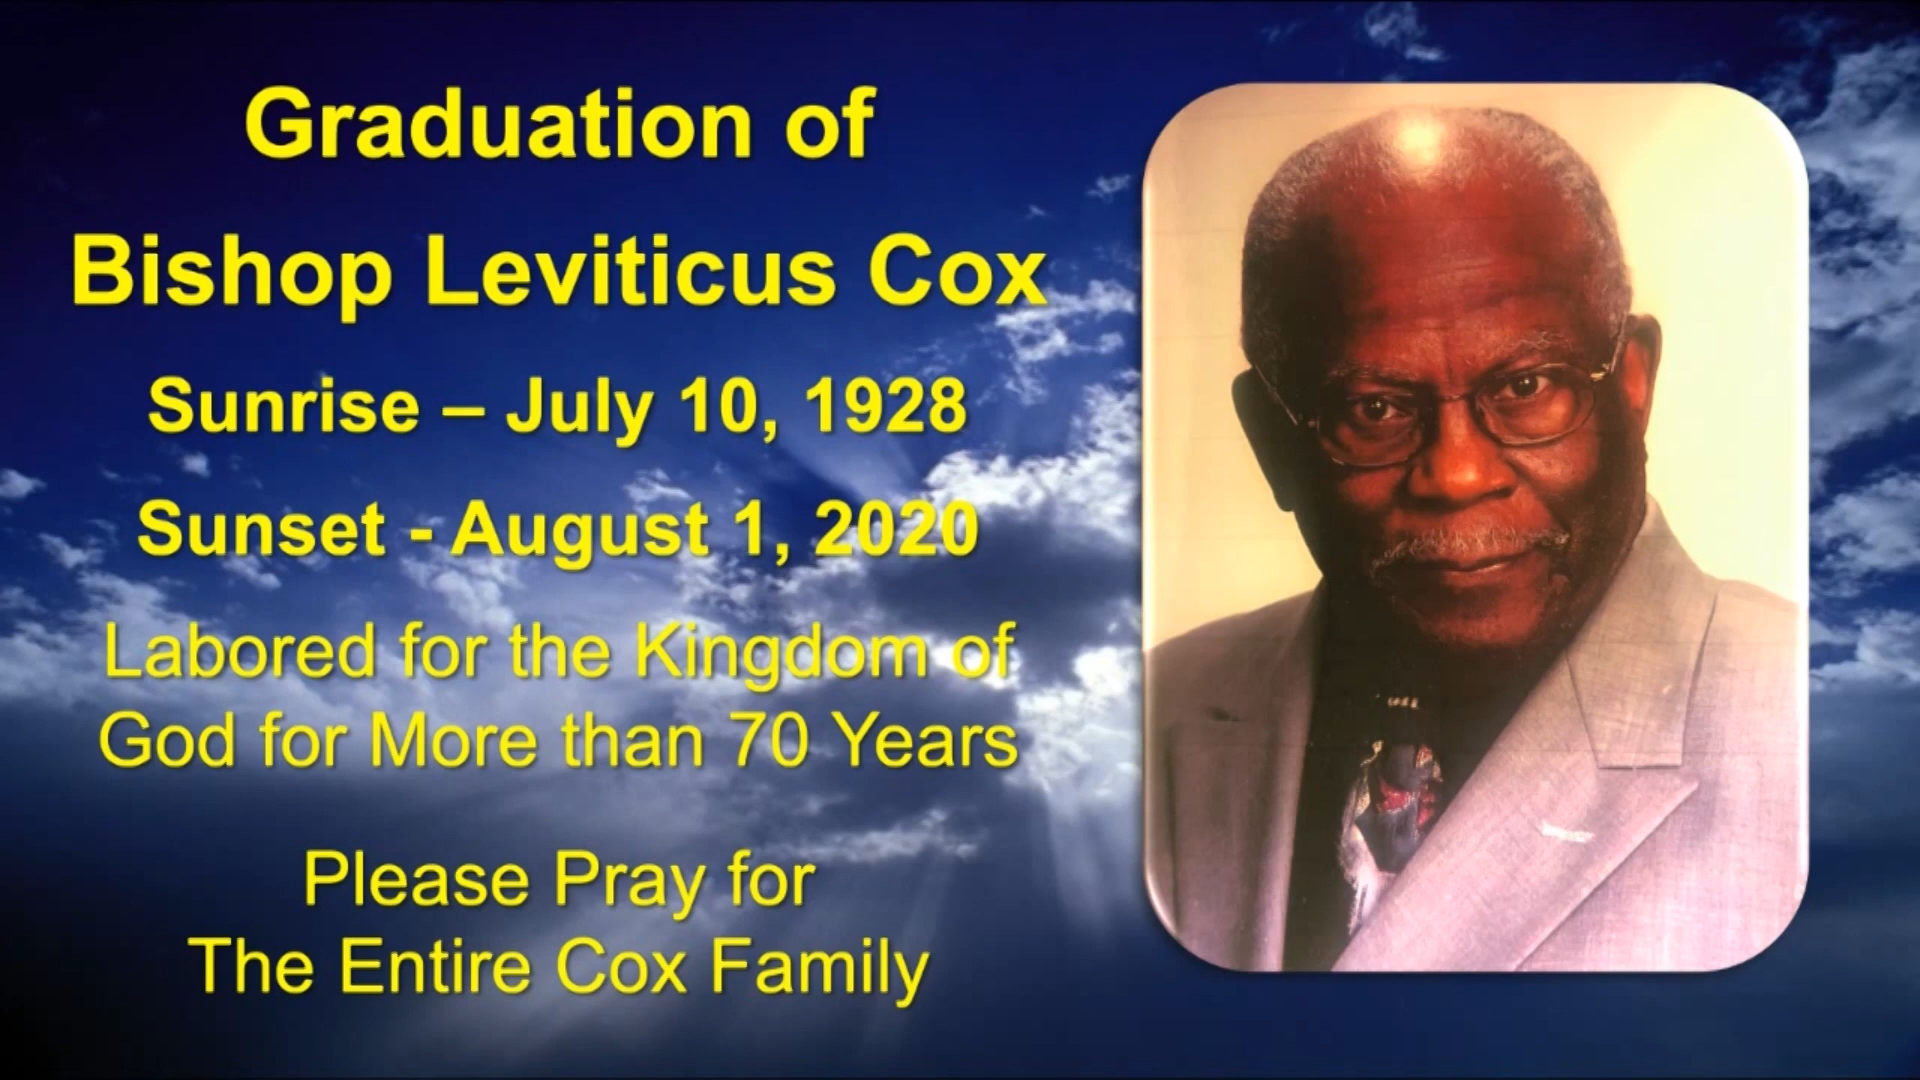 Graduation of
Bishop Leviticus Cox
Sunrise – July 10, 1928
Sunset - August 1, 2020
Labored for the Kingdom of
God for More than 70 Years
Please Pray for
The Entire Cox Family